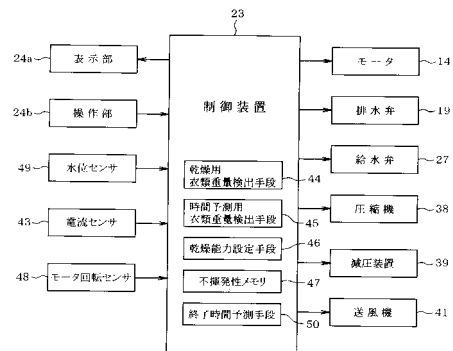 23
24a
表示部
24b
操作部
49
水位センサ
43
電流センサ
48
モータ回転センサ
制御装置
乾燥用
衣類重量検出手段
44
時間予測用
衣類重量検出手段
45
乾燥能力設定手段
46
不揮発性メモリ
47
終了時間予測手段
50
モータ
14
排水弁
19
給水弁
27
圧縮機
38
減圧装置
39
送風機
41